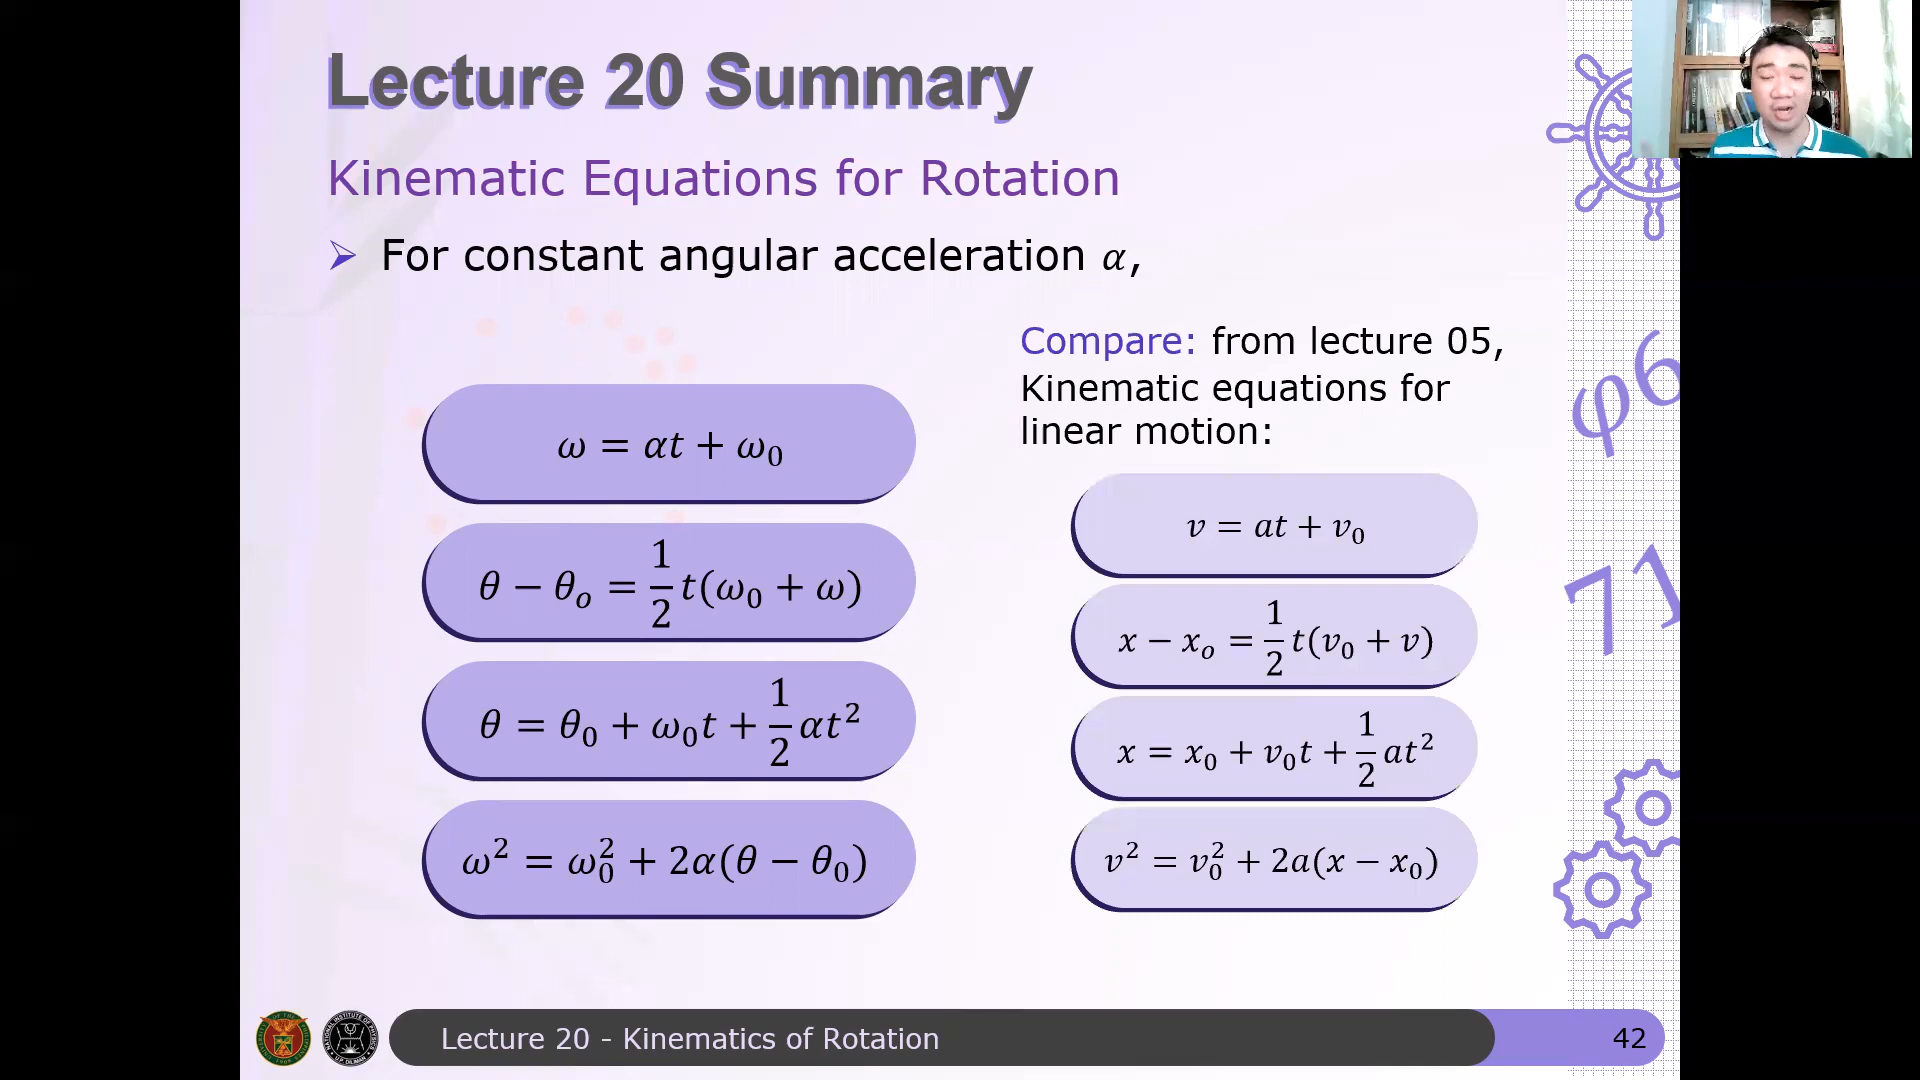 Lecture 20 Summary
Kinematic Equations for Rotation
For constant angular acceleration α,
Compare: from lecture 05,
Kinematic equations for
linear motion:
ω = αt + ω₀
θ − θₒ = 1/2 t(ω₀ + ω)
θ = θ₀ + ω₀t + 1/2 αt²
ω² = ω₀² + 2α(θ − θ₀)
v = at + v₀
x − xₒ = 1/2 t(v₀ + v)
x = x₀ + v₀t + 1/2 at²
v² = v₀² + 2a(x − x₀)
φ6
71
Lecture 20 - Kinematics of Rotation
42